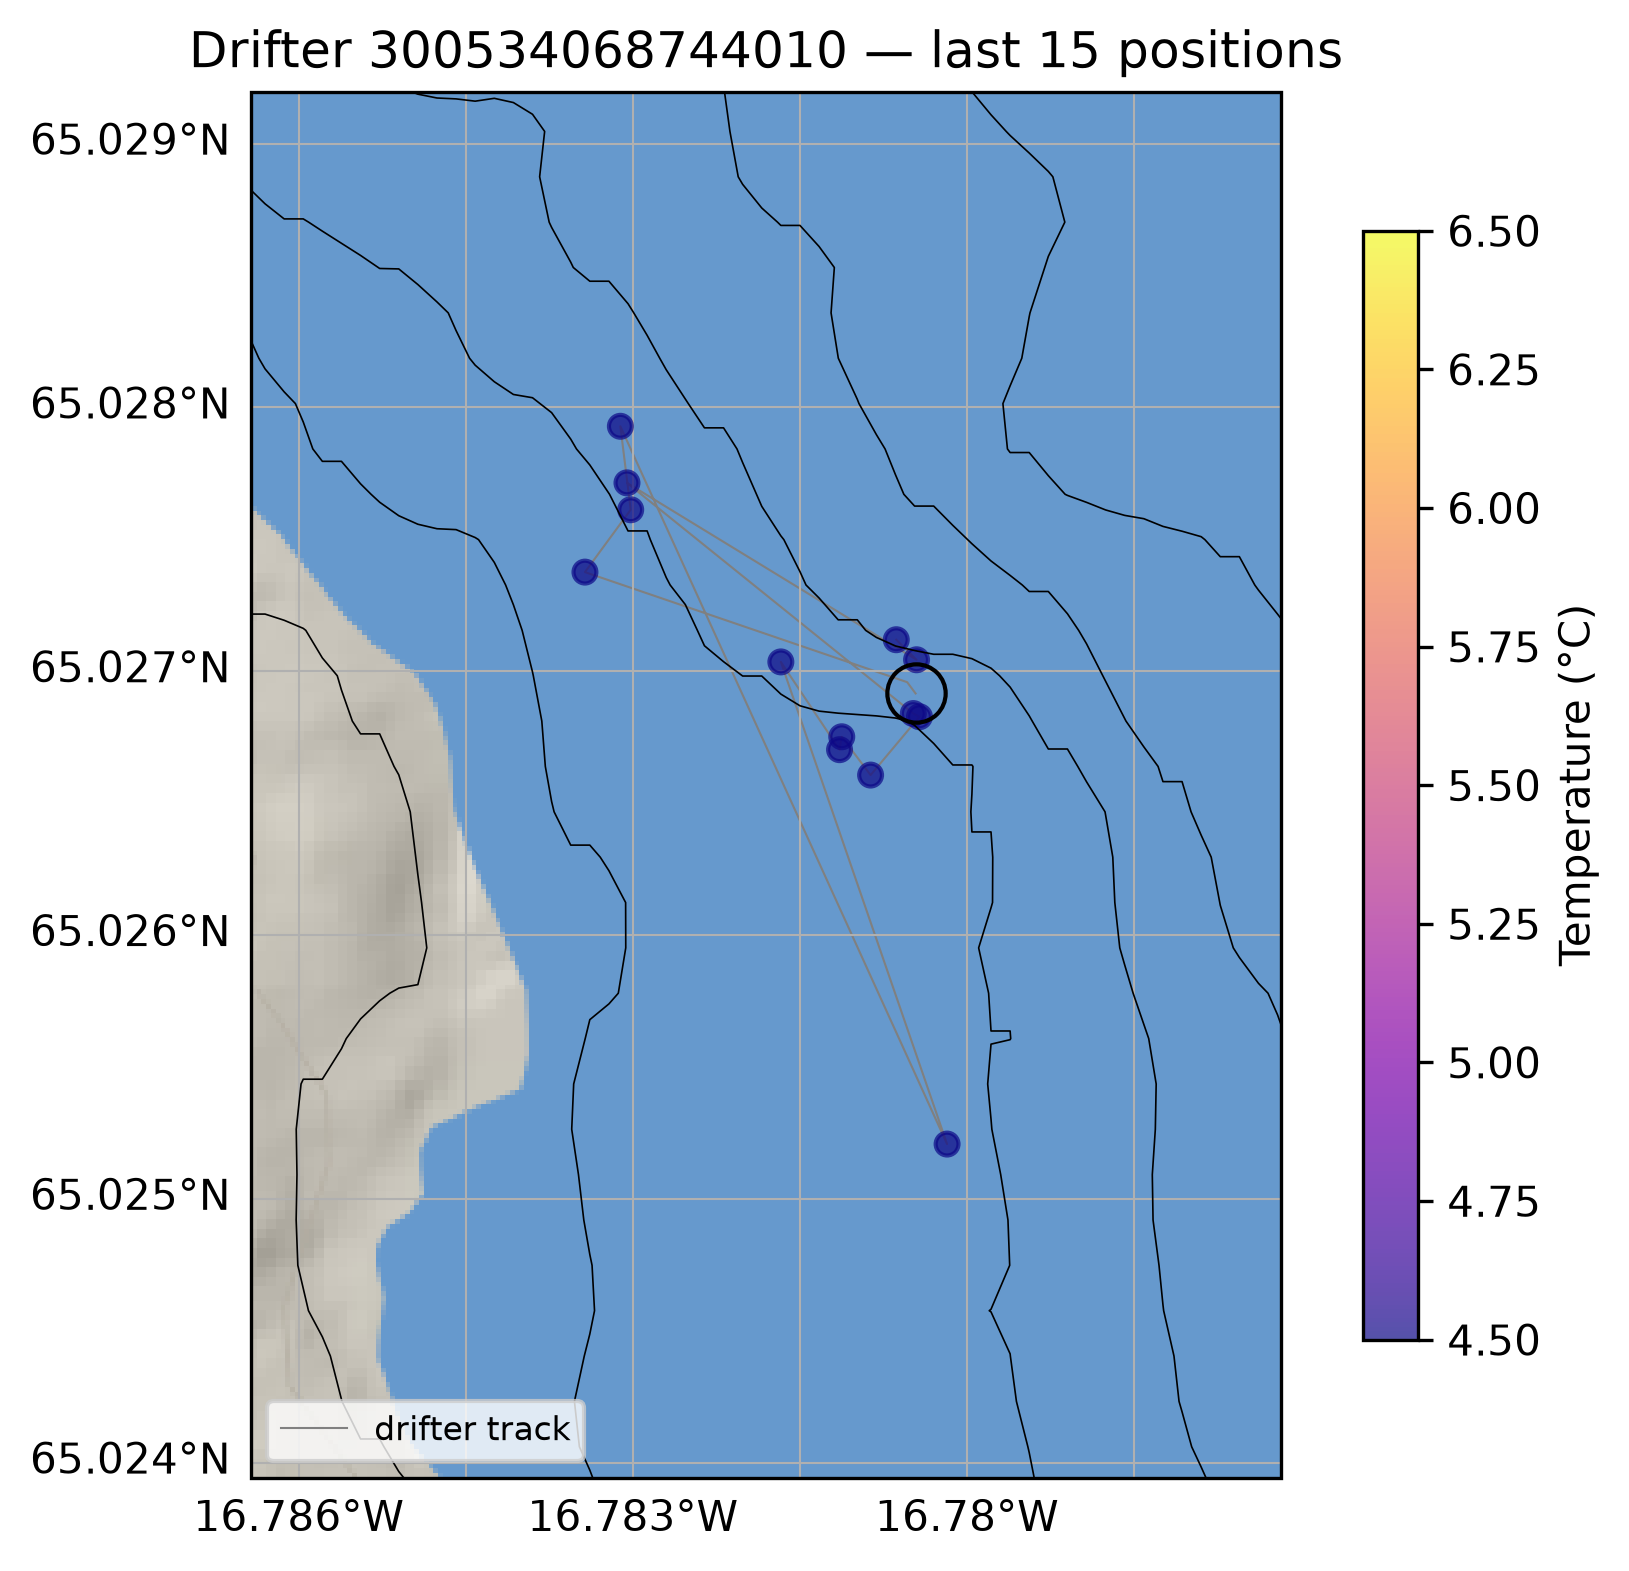 Drifter 300534068744010 — last 15 positions
65.029°N
65.028°N
65.027°N
65.026°N
65.025°N
65.024°N
16.786°W
16.783°W
16.78°W
drifter track
6.50
6.25
6.00
5.75
5.50
5.25
5.00
4.75
4.50
Temperature (°C)